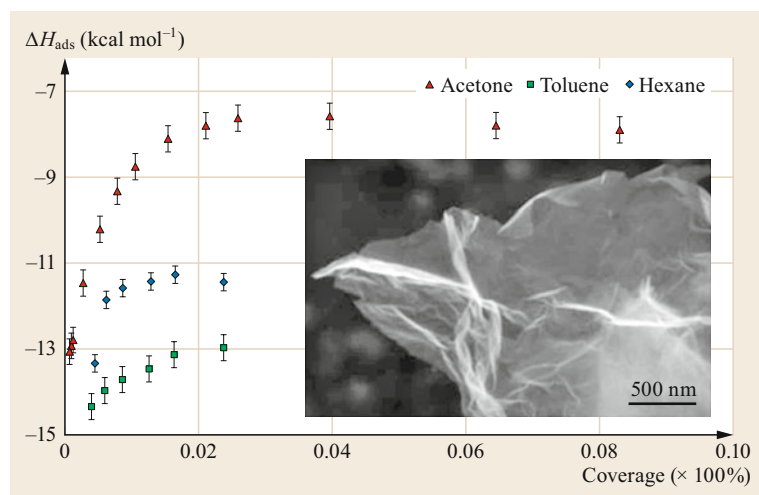 ΔHads (kcal mol⁻¹)
−7
Acetone Toluene Hexane
−9
−11
−13
500 nm
−15
0 0.02 0.04 0.06 0.08 0.10
Coverage (× 100%)